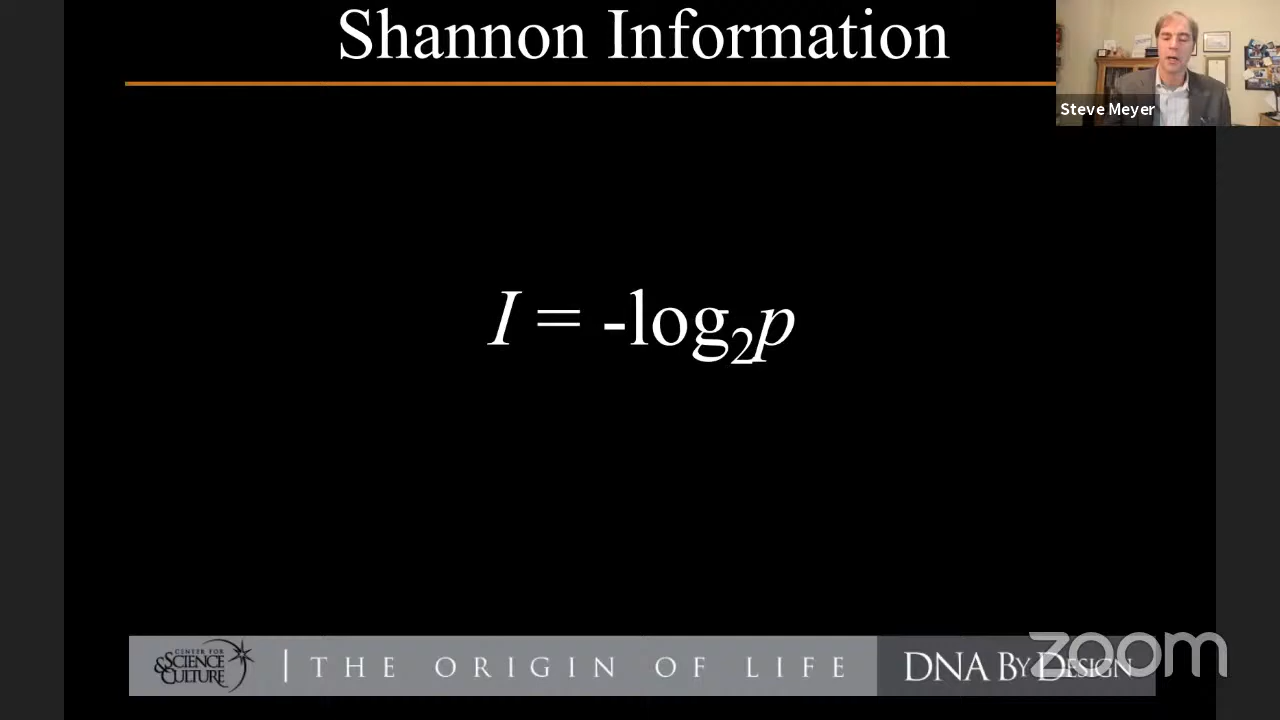 Shannon Information
Steve Meyer
I = -log₂p
CENTER FOR
& SCIENCE
CULTURE
THE ORIGIN OF LIFE
DNA BY DESIGN
zoom